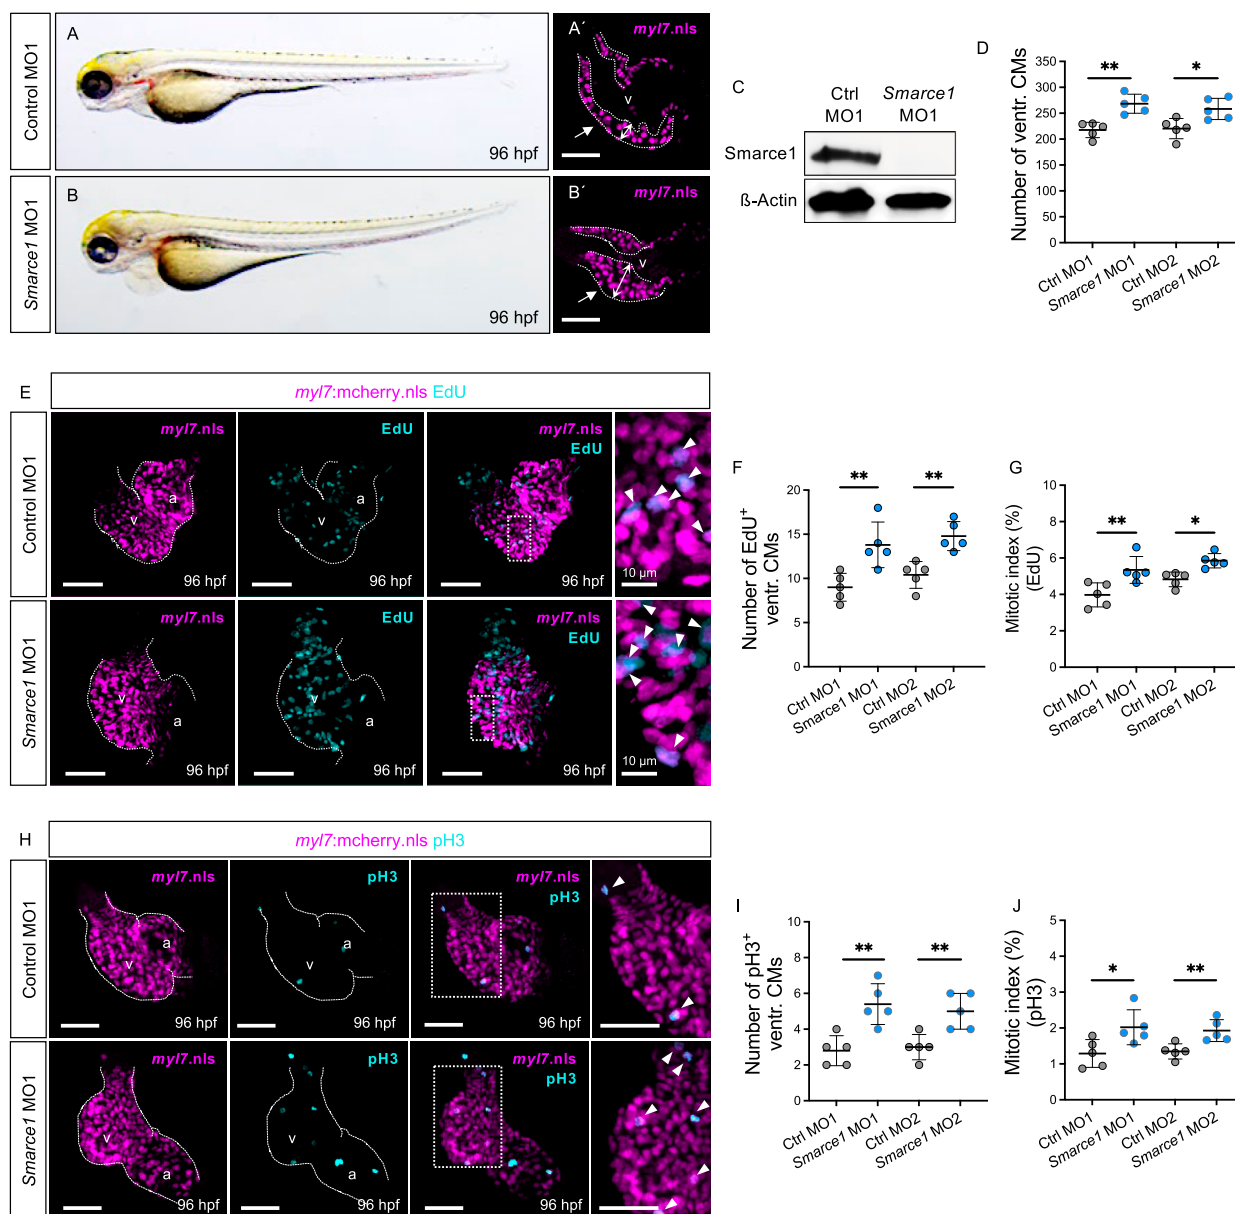 Control MO1
A
96 hpf
A´
myl7.nls
v
Smarce1 MO1
B
96 hpf
B´
myl7.nls
v
C
Ctrl MO1
Smarce1 MO1
Smarce1
ß-Actin
D
Number of ventr. CMs
350
300
250
200
150
100
50
0
**
*
Ctrl MO1
Smarce1 MO1
Ctrl MO2
Smarce1 MO2
E
myl7:mcherry.nls EdU
Control MO1
myl7.nls
a
v
96 hpf
EdU
a
v
96 hpf
myl7.nls
EdU
96 hpf
10 µm
Smarce1 MO1
myl7.nls
v
a
96 hpf
EdU
v
a
96 hpf
myl7.nls
EdU
96 hpf
10 µm
F
Number of EdU+
ventr. CMs
20
15
10
5
0
**
**
Ctrl MO1
Smarce1 MO1
Ctrl MO2
Smarce1 MO2
G
Mitotic index (%)
(EdU)
8
6
4
2
0
**
*
Ctrl MO1
Smarce1 MO1
Ctrl MO2
Smarce1 MO2
H
myl7:mcherry.nls pH3
Control MO1
myl7.nls
a
v
96 hpf
pH3
a
v
96 hpf
myl7.nls
pH3
96 hpf
Smarce1 MO1
myl7.nls
v
a
96 hpf
pH3
v
a
96 hpf
myl7.nls
pH3
96 hpf
I
Number of pH3+
ventr. CMs
10
8
6
4
2
0
**
**
Ctrl MO1
Smarce1 MO1
Ctrl MO2
Smarce1 MO2
J
Mitotic index (%)
(pH3)
5
4
3
2
1
0
*
**
Ctrl MO1
Smarce1 MO1
Ctrl MO2
Smarce1 MO2